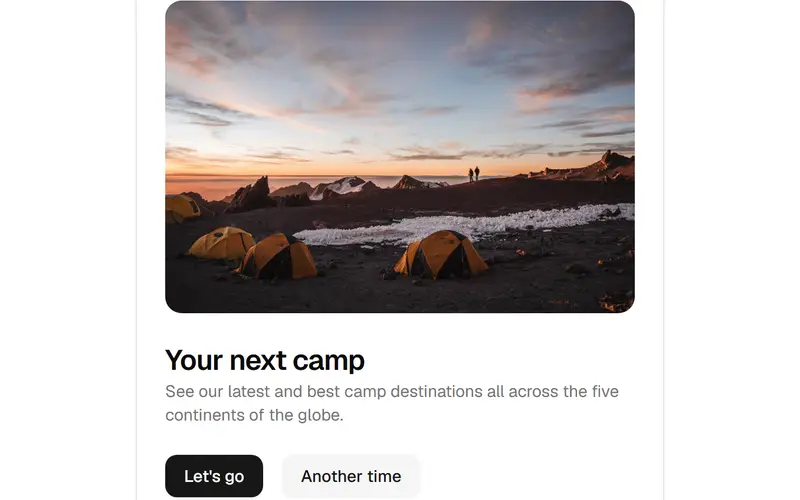 Your next camp
See our latest and best camp destinations all across the five
continents of the globe.
Let's go
Another time